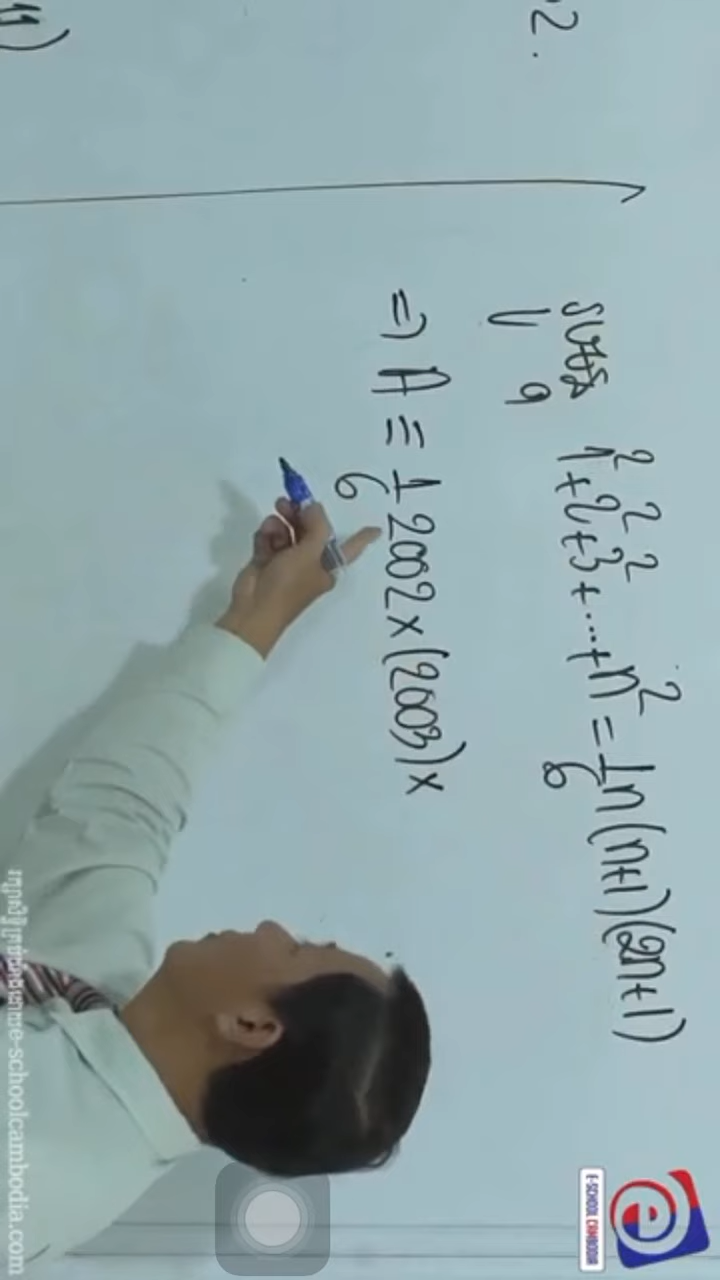 2.
11)
រូបមន្ត 1² + 2² + 3² + ... + n² = 1/6 n(n+1)(2n+1)
=> A = 1/6 2002 x (2003) x
e
E-SCHOOL CAMBODIA
e-schoolcambodia.com